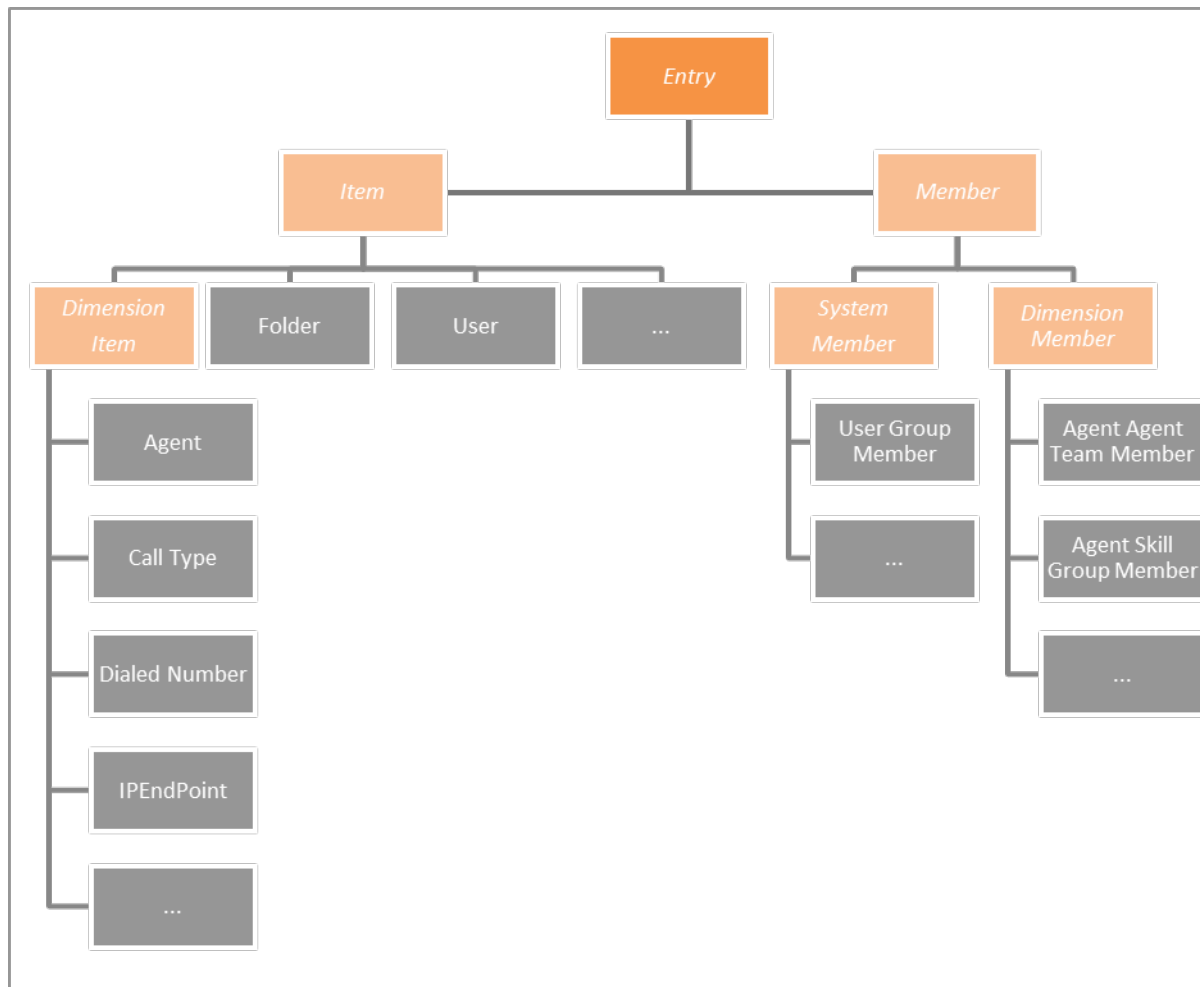 Entry
Item
Member
Dimension
Item
Folder
User
...
System
Member
Dimension
Member
Agent
Call Type
Dialed Number
IPEndPoint
...
User Group
Member
...
Agent Agent
Team Member
Agent Skill
Group Member
...